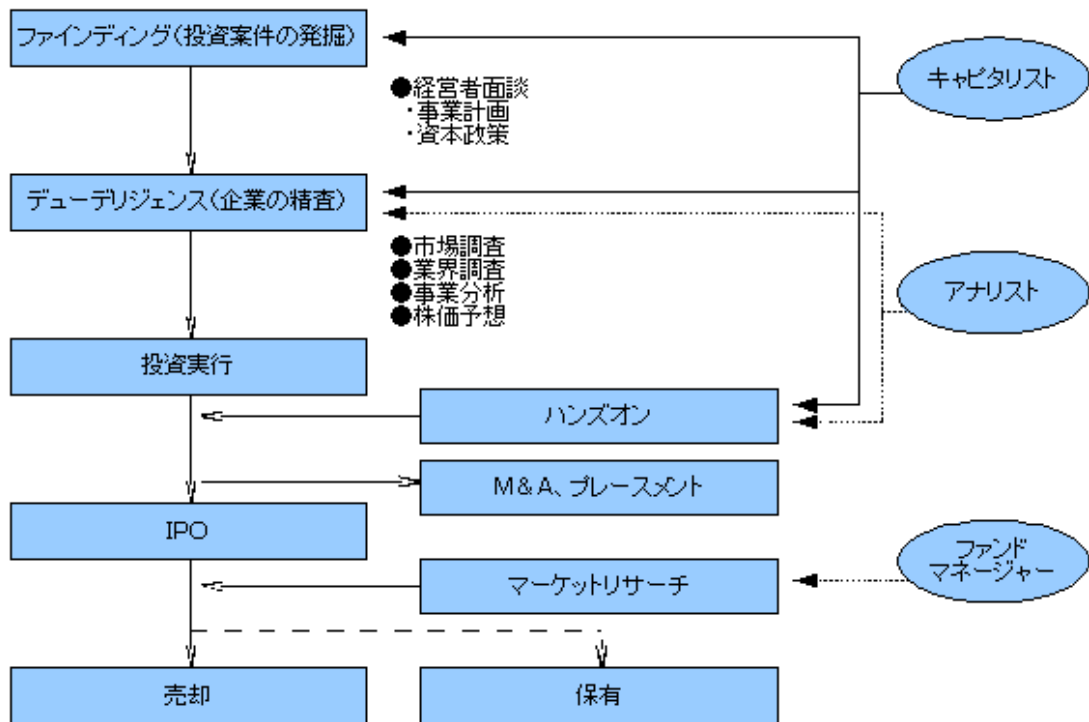 ファインディング(投資案件の発掘)
キャピタリスト
●経営者面談
・事業計画
・資本政策
デューデリジェンス(企業の精査)
●市場調査
●業界調査
●事業分析
●株価予想
アナリスト
投資実行
ハンズオン
M&A、プレースメント
IPO
ファンド
マネージャー
マーケットリサーチ
売却
保有